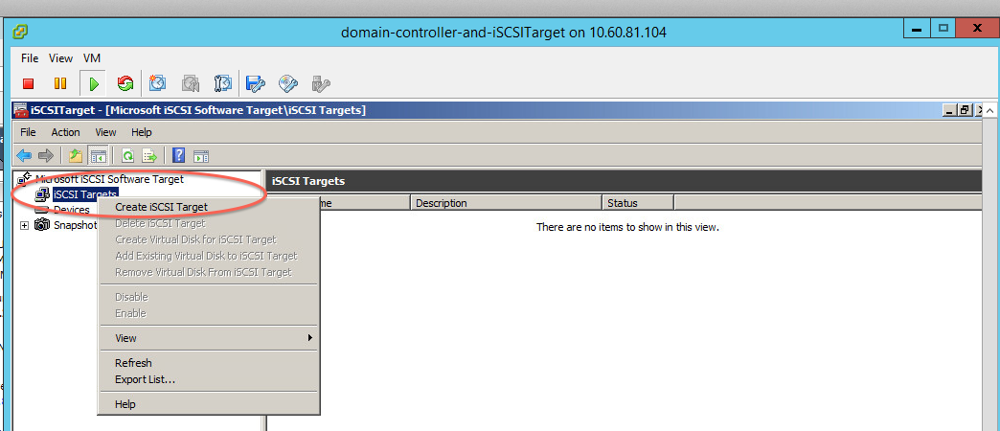 domain-controller-and-iSCSITarget on 10.60.81.104
File View VM
iSCSITarget - [Microsoft iSCSI Software Target\iSCSI Targets]
File Action View Help
Microsoft iSCSI Software Target
iSCSI Targets
Devices
Snapshot
iSCSI Targets
me Description Status
There are no items to show in this view.
Create iSCSI Target
Delete iSCSI Target
Create Virtual Disk for iSCSI Target
Add Existing Virtual Disk to iSCSI Target
Remove Virtual Disk From iSCSI Target
Disable
Enable
View
Refresh
Export List...
Help